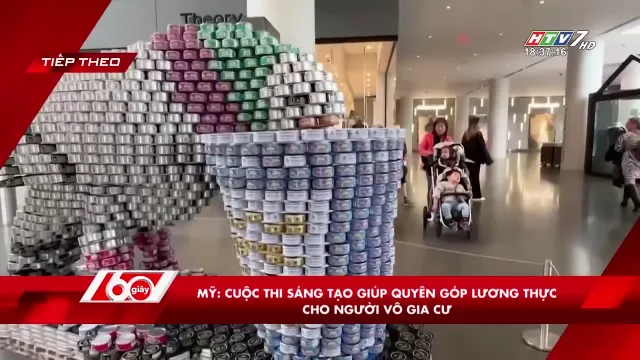 Theory
HTV7 HD
18:37:16
TIẾP THEO
60 giây
MỸ: CUỘC THI SÁNG TẠO GIÚP QUYÊN GÓP LƯƠNG THỰC
CHO NGƯỜI VÔ GIA CƯ